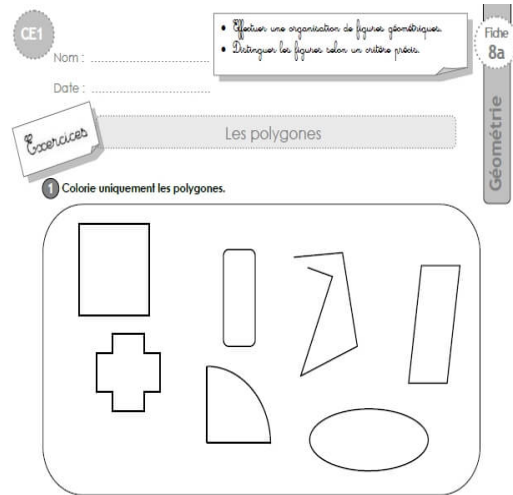 CE1
• Effectuer une organisation de figures géométriques.
• Distinguer les figures selon un critère précis.
Fiche
8a
Nom : ................................
Date : ................................
Géométrie
Exercices
Les polygones
1 Colorie uniquement les polygones.